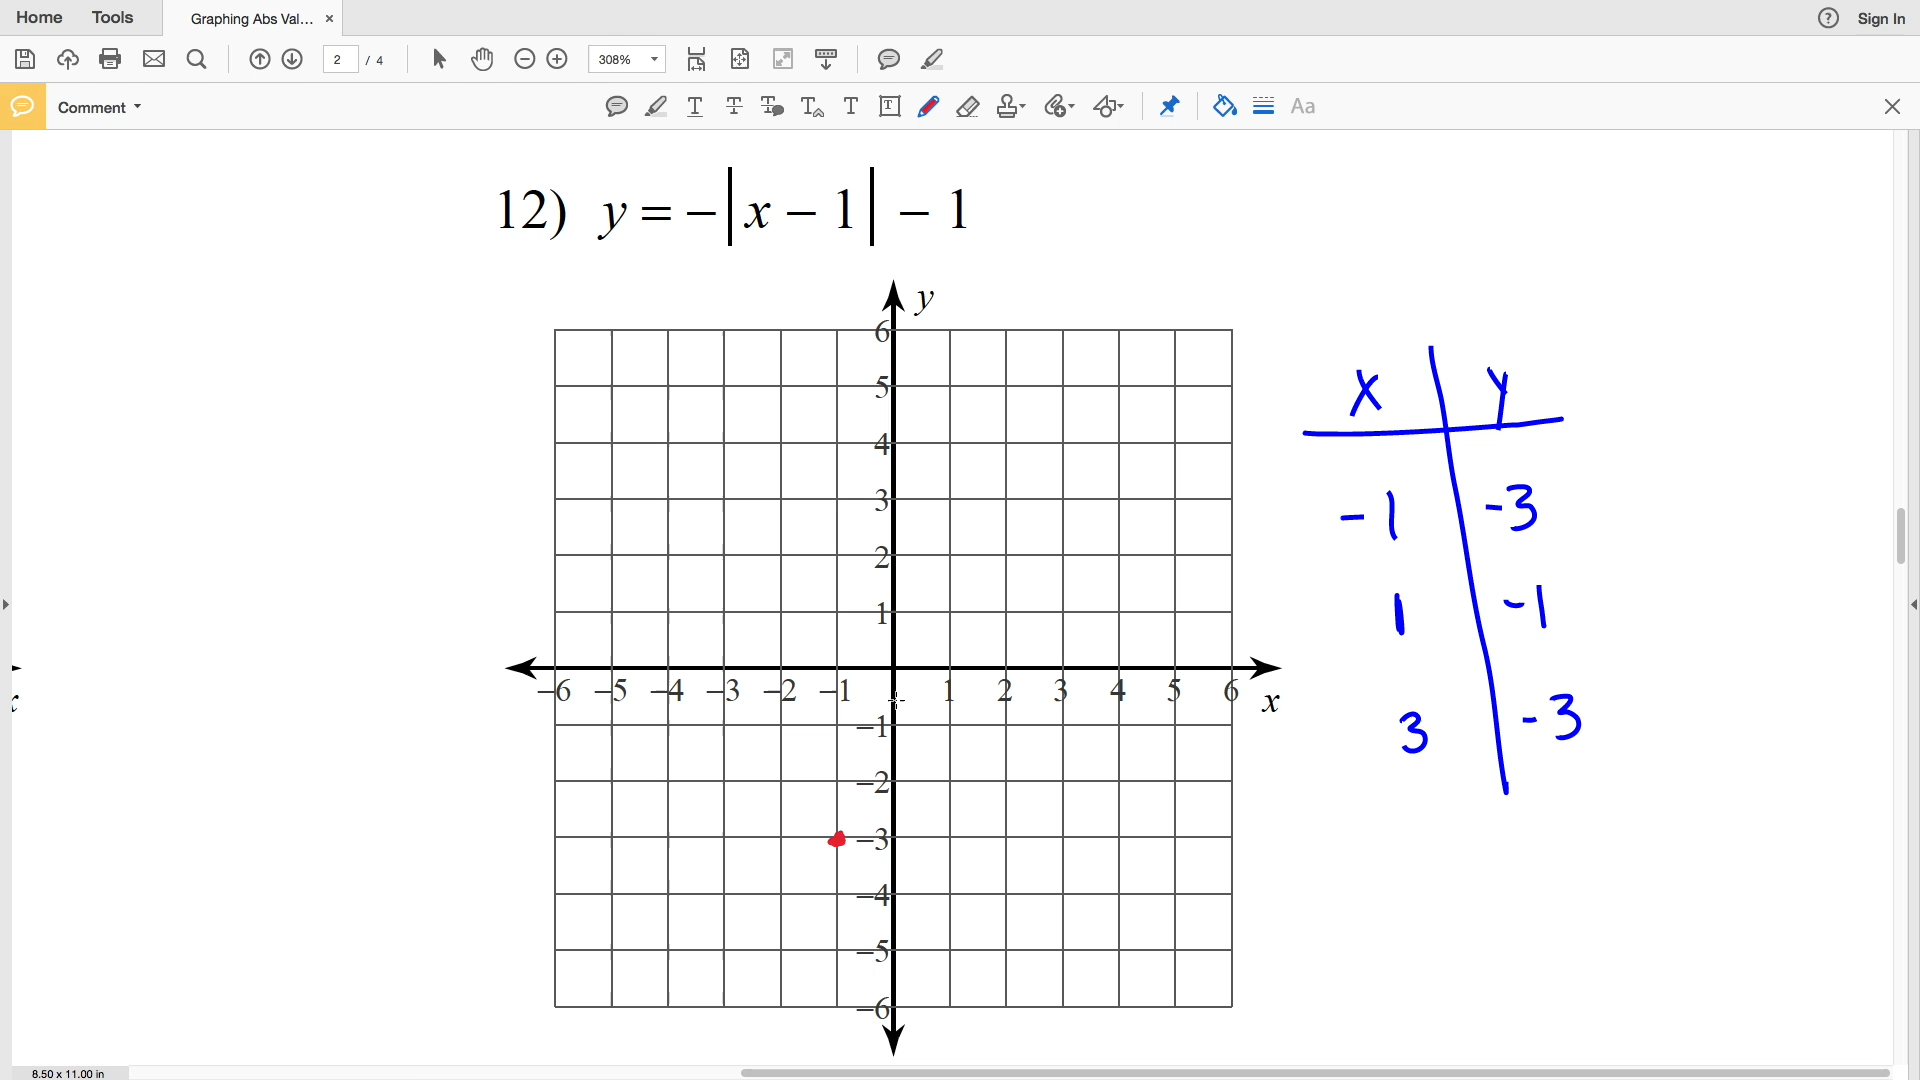 Home Tools Graphing Abs Val... × ? Sign In
2 / 4 308%
Comment T T T T T T Aa
12) y = −|x − 1| − 1
y
6
5
4
3
2
1
−6 −5 −4 −3 −2 −1 1 2 3 4 5 6 x
−1
−2
−3
−4
−5
−6
X Y
-1 -3
1 -1
3 -3
8.50 x 11.00 in